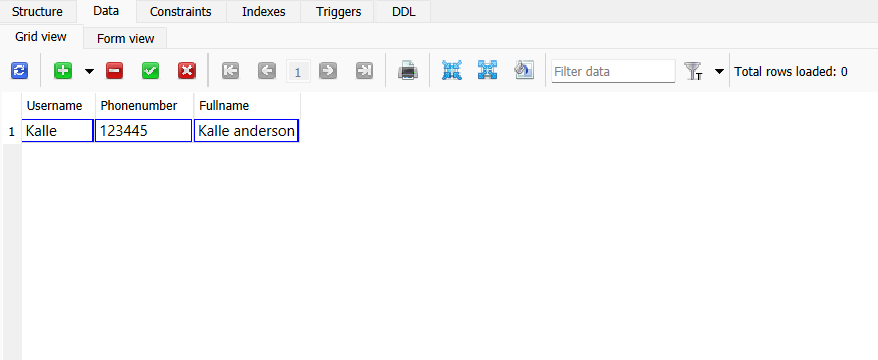 Structure Data Constraints Indexes Triggers DDL
Grid view Form view
1 Filter data T Total rows loaded: 0
Username Phonenumber Fullname
1 Kalle 123445 Kalle anderson